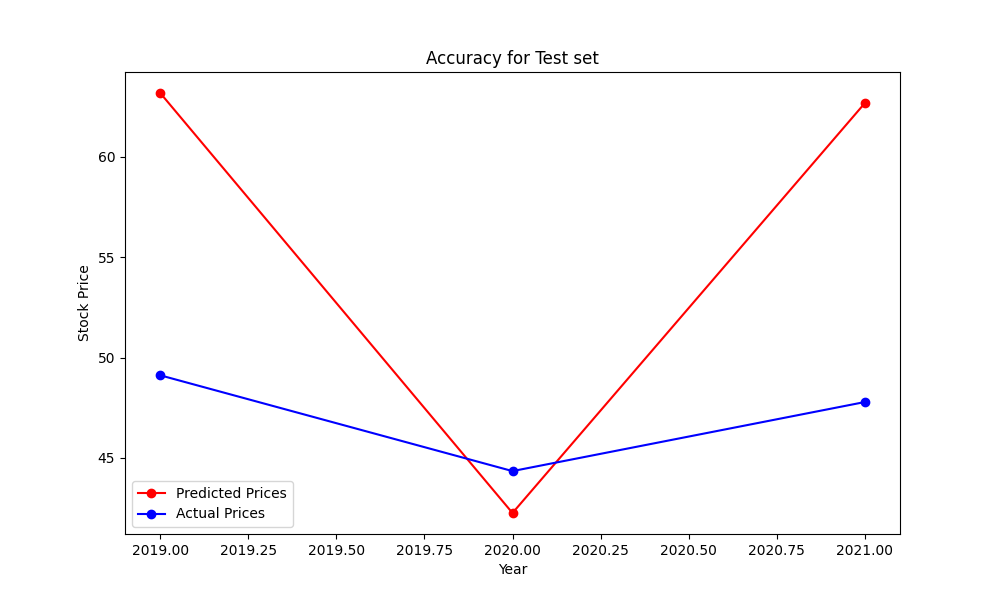 Accuracy for Test set
Stock Price
60
55
50
45
Predicted Prices
Actual Prices
2019.00 2019.25 2019.50 2019.75 2020.00 2020.25 2020.50 2020.75 2021.00
Year